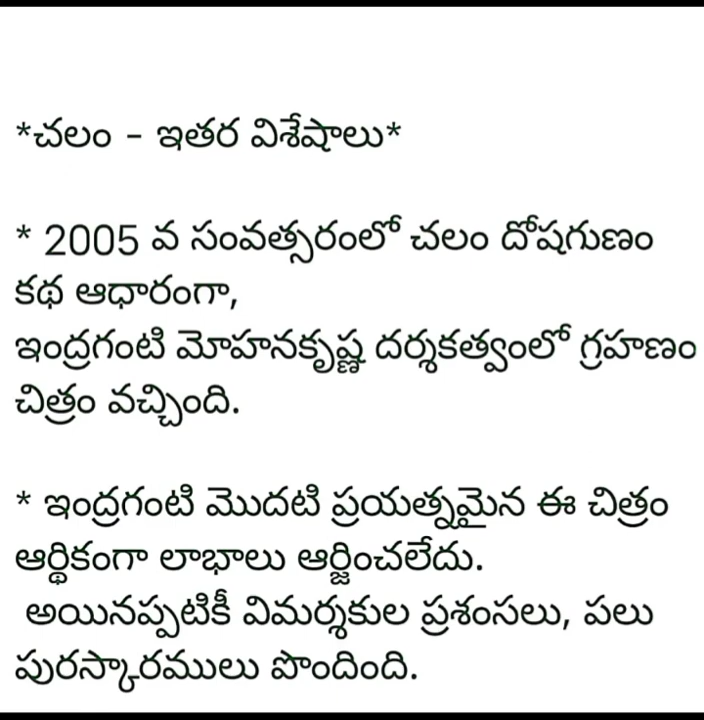 *చలం - ఇతర విశేషాలు*
* 2005 వ సంవత్సరంలో చలం దోషగుణం
కథ ఆధారంగా,
ఇంద్రగంటి మోహనకృష్ణ దర్శకత్వంలో గ్రహణం
చిత్రం వచ్చింది.
* ఇంద్రగంటి మొదటి ప్రయత్నమైన ఈ చిత్రం
ఆర్థికంగా లాభాలు ఆర్జించలేదు.
అయినప్పటికీ విమర్శకుల ప్రశంసలు, పలు
పురస్కారములు పొందింది.